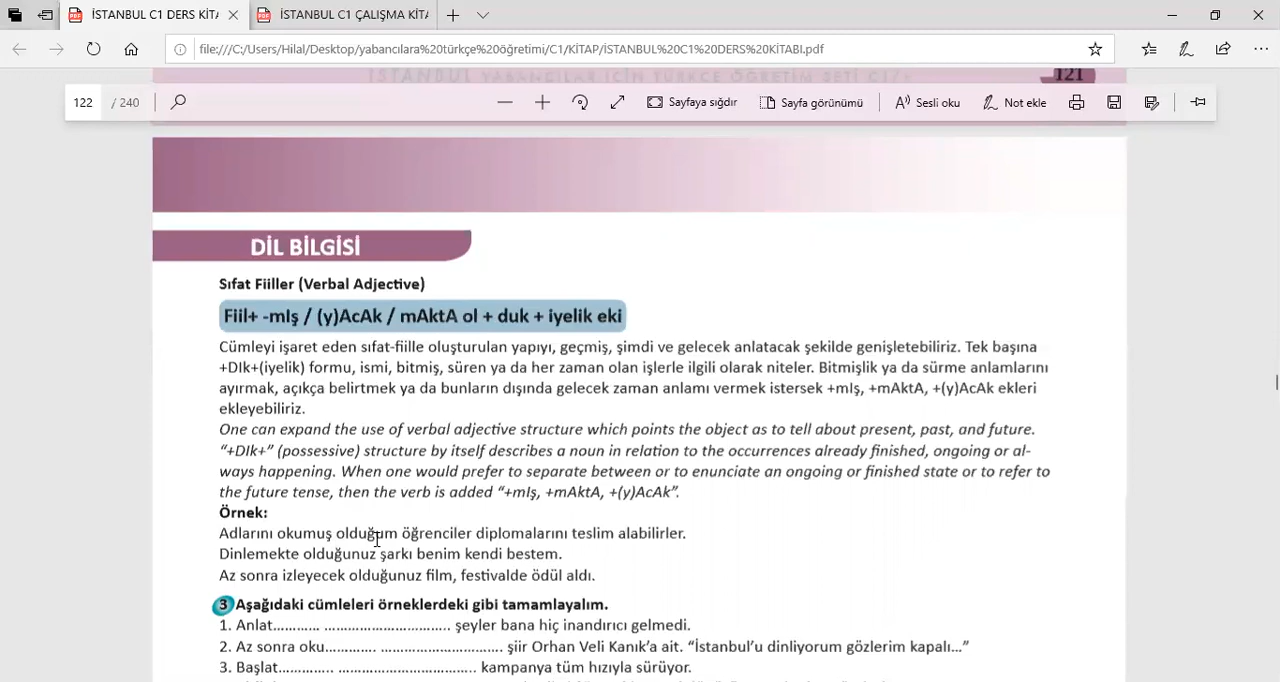 İSTANBUL C1 DERS KİTA
İSTANBUL C1 ÇALIŞMA KİTA
file:///C:/Users/Hilal/Desktop/yabancılara%20türkçe%20öğretimi/C1/KİTAP/İSTANBUL%20C1%20DERS%20KİTABI.pdf
İSTANBUL YABANCILAR İÇİN TÜRKÇE ÖĞRETİM SETİ C1/+
121
122 / 240
Sayfaya sığdır
Sayfa görünümü
Sesli oku
Not ekle
DİL BİLGİSİ
Sıfat Fiiller (Verbal Adjective)
Fiil+ -mIş / (y)AcAk / mAktA ol + duk + iyelik eki
Cümleyi işaret eden sıfat-fiille oluşturulan yapıyı, geçmiş, şimdi ve gelecek anlatacak şekilde genişletebiliriz. Tek başına
+DIk+(iyelik) formu, ismi, bitmiş, süren ya da her zaman olan işlerle ilgili olarak niteler. Bitmişlik ya da sürme anlamlarını
ayırmak, açıkça belirtmek ya da bunların dışında gelecek zaman anlamı vermek istersek +mIş, +mAktA, +(y)AcAk ekleri
ekleyebiliriz.
One can expand the use of verbal adjective structure which points the object as to tell about present, past, and future.
“+DIk+” (possessive) structure by itself describes a noun in relation to the occurrences already finished, ongoing or al-
ways happening. When one would prefer to separate between or to enunciate an ongoing or finished state or to refer to
the future tense, then the verb is added “+mIş, +mAktA, +(y)AcAk”.
Örnek:
Adlarını okumuş olduğum öğrenciler diplomalarını teslim alabilirler.
Dinlemekte olduğunuz şarkı benim kendi bestem.
Az sonra izleyecek olduğunuz film, festivalde ödül aldı.
3 Aşağıdaki cümleleri örneklerdeki gibi tamamlayalım.
1. Anlat............ ................................ şeyler bana hiç inandırıcı gelmedi.
2. Az sonra oku............. ............................... şiir Orhan Veli Kanık’a ait. “İstanbul’u dinliyorum gözlerim kapalı...”
3. Başlat.............. ................................... kampanya tüm hızıyla sürüyor.